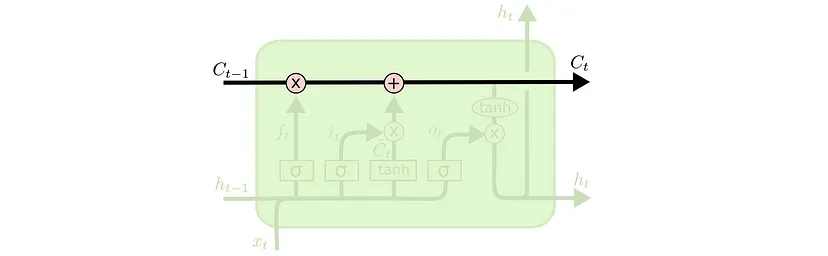 h_t
C_{t-1} x + C_t
tanh
f_t i_t x o_t x
C̃_t
σ σ tanh σ
h_{t-1} h_t
x_t